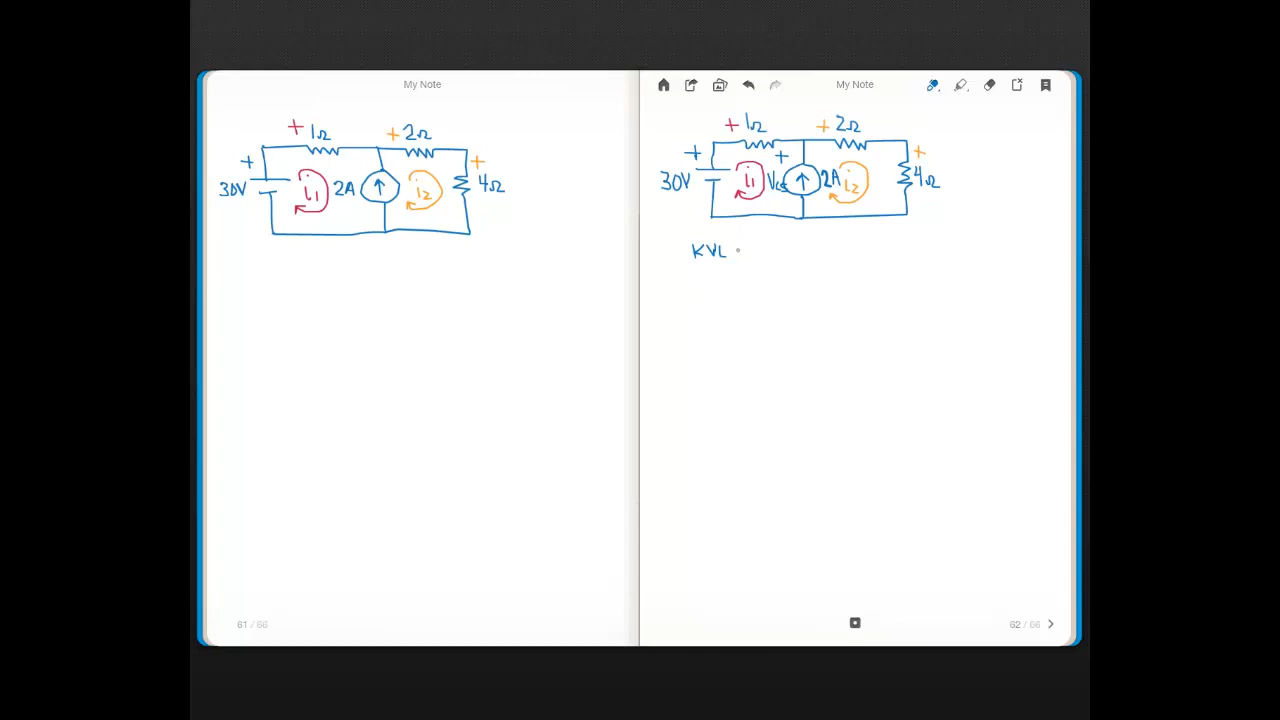 My Note
+ 1Ω + 2Ω
+ +
30V i1 2A i2 4Ω
61 / 66
My Note
+ 1Ω + 2Ω
+ + +
30V i1 Vcs 2A i2 4Ω
KVL
62 / 66